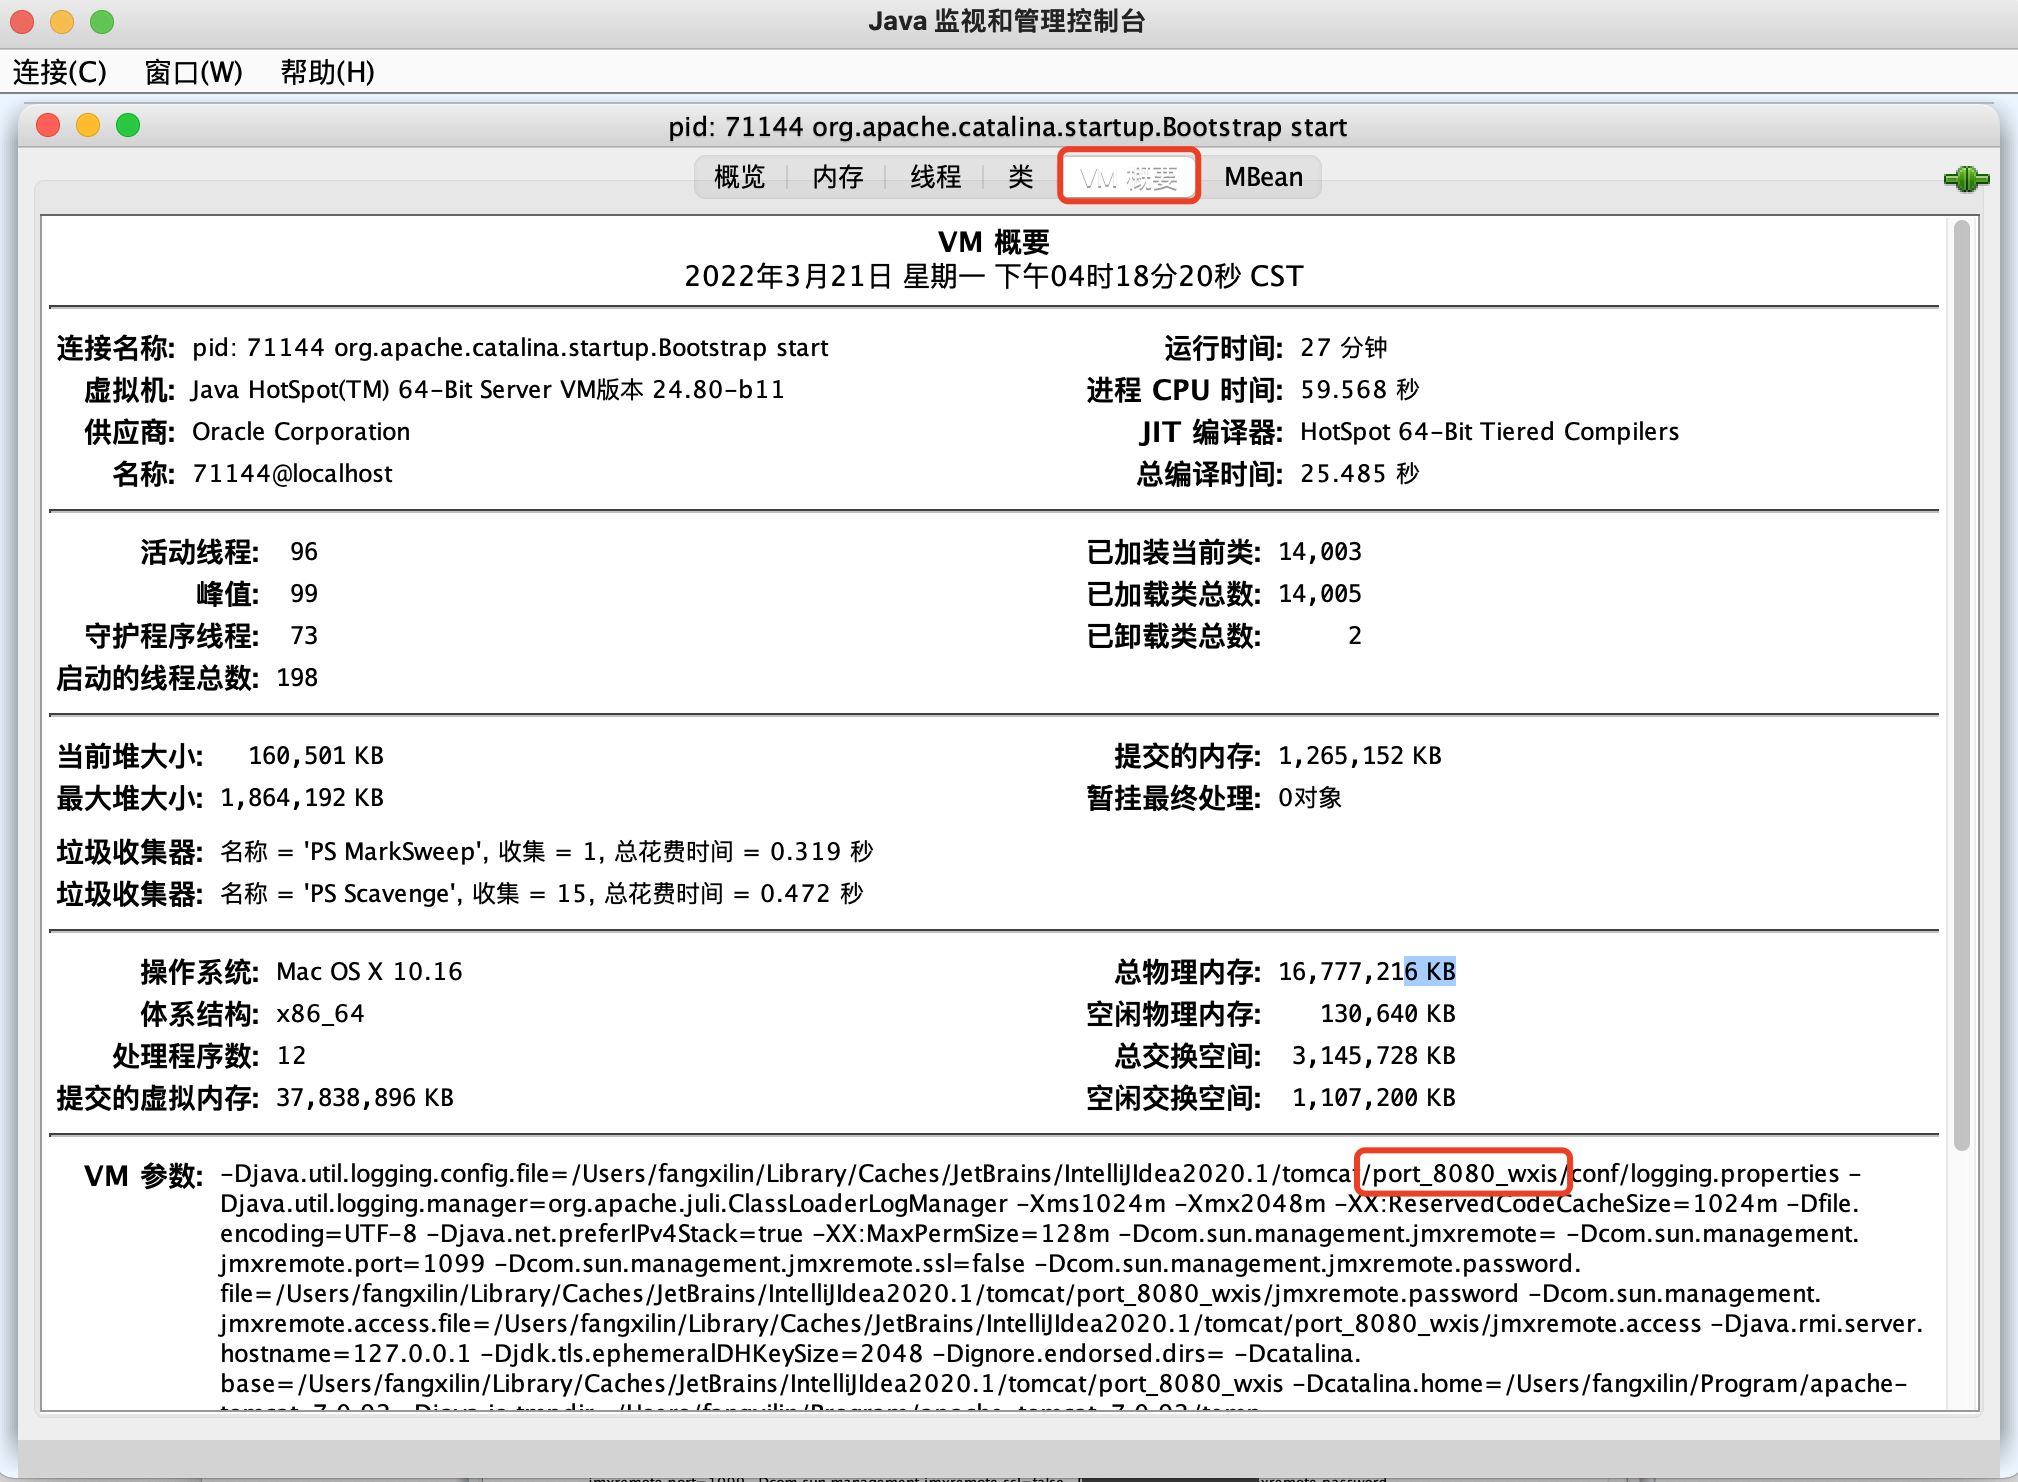 Java 监视和管理控制台
连接(C) 窗口(W) 帮助(H)
pid: 71144 org.apache.catalina.startup.Bootstrap start
概览 内存 线程 类 VM 概要 MBean
VM 概要
2022年3月21日 星期一 下午04时18分20秒 CST
连接名称: pid: 71144 org.apache.catalina.startup.Bootstrap start 运行时间: 27 分钟
虚拟机: Java HotSpot(TM) 64-Bit Server VM版本 24.80-b11 进程 CPU 时间: 59.568 秒
供应商: Oracle Corporation JIT 编译器: HotSpot 64-Bit Tiered Compilers
名称: 71144@localhost 总编译时间: 25.485 秒
活动线程: 96 已加装当前类: 14,003
峰值: 99 已加载类总数: 14,005
守护程序线程: 73 已卸载类总数: 2
启动的线程总数: 198
当前堆大小: 160,501 KB 提交的内存: 1,265,152 KB
最大堆大小: 1,864,192 KB 暂挂最终处理: 0对象
垃圾收集器: 名称 = 'PS MarkSweep', 收集 = 1, 总花费时间 = 0.319 秒
垃圾收集器: 名称 = 'PS Scavenge', 收集 = 15, 总花费时间 = 0.472 秒
操作系统: Mac OS X 10.16 总物理内存: 16,777,216 KB
体系结构: x86_64 空闲物理内存: 130,640 KB
处理程序数: 12 总交换空间: 3,145,728 KB
提交的虚拟内存: 37,838,896 KB 空闲交换空间: 1,107,200 KB
VM 参数: -Djava.util.logging.config.file=/Users/fangxilin/Library/Caches/JetBrains/IntelliJIdea2020.1/tomcat/port_8080_wxis/conf/logging.properties -
Djava.util.logging.manager=org.apache.juli.ClassLoaderLogManager -Xms1024m -Xmx2048m -XX:ReservedCodeCacheSize=1024m -Dfile.
encoding=UTF-8 -Djava.net.preferIPv4Stack=true -XX:MaxPermSize=128m -Dcom.sun.management.jmxremote= -Dcom.sun.management.
jmxremote.port=1099 -Dcom.sun.management.jmxremote.ssl=false -Dcom.sun.management.jmxremote.password.
file=/Users/fangxilin/Library/Caches/JetBrains/IntelliJIdea2020.1/tomcat/port_8080_wxis/jmxremote.password -Dcom.sun.management.
jmxremote.access.file=/Users/fangxilin/Library/Caches/JetBrains/IntelliJIdea2020.1/tomcat/port_8080_wxis/jmxremote.access -Djava.rmi.server.
hostname=127.0.0.1 -Djdk.tls.ephemeralDHKeySize=2048 -Dignore.endorsed.dirs= -Dcatalina.
base=/Users/fangxilin/Library/Caches/JetBrains/IntelliJIdea2020.1/tomcat/port_8080_wxis -Dcatalina.home=/Users/fangxilin/Program/apache-